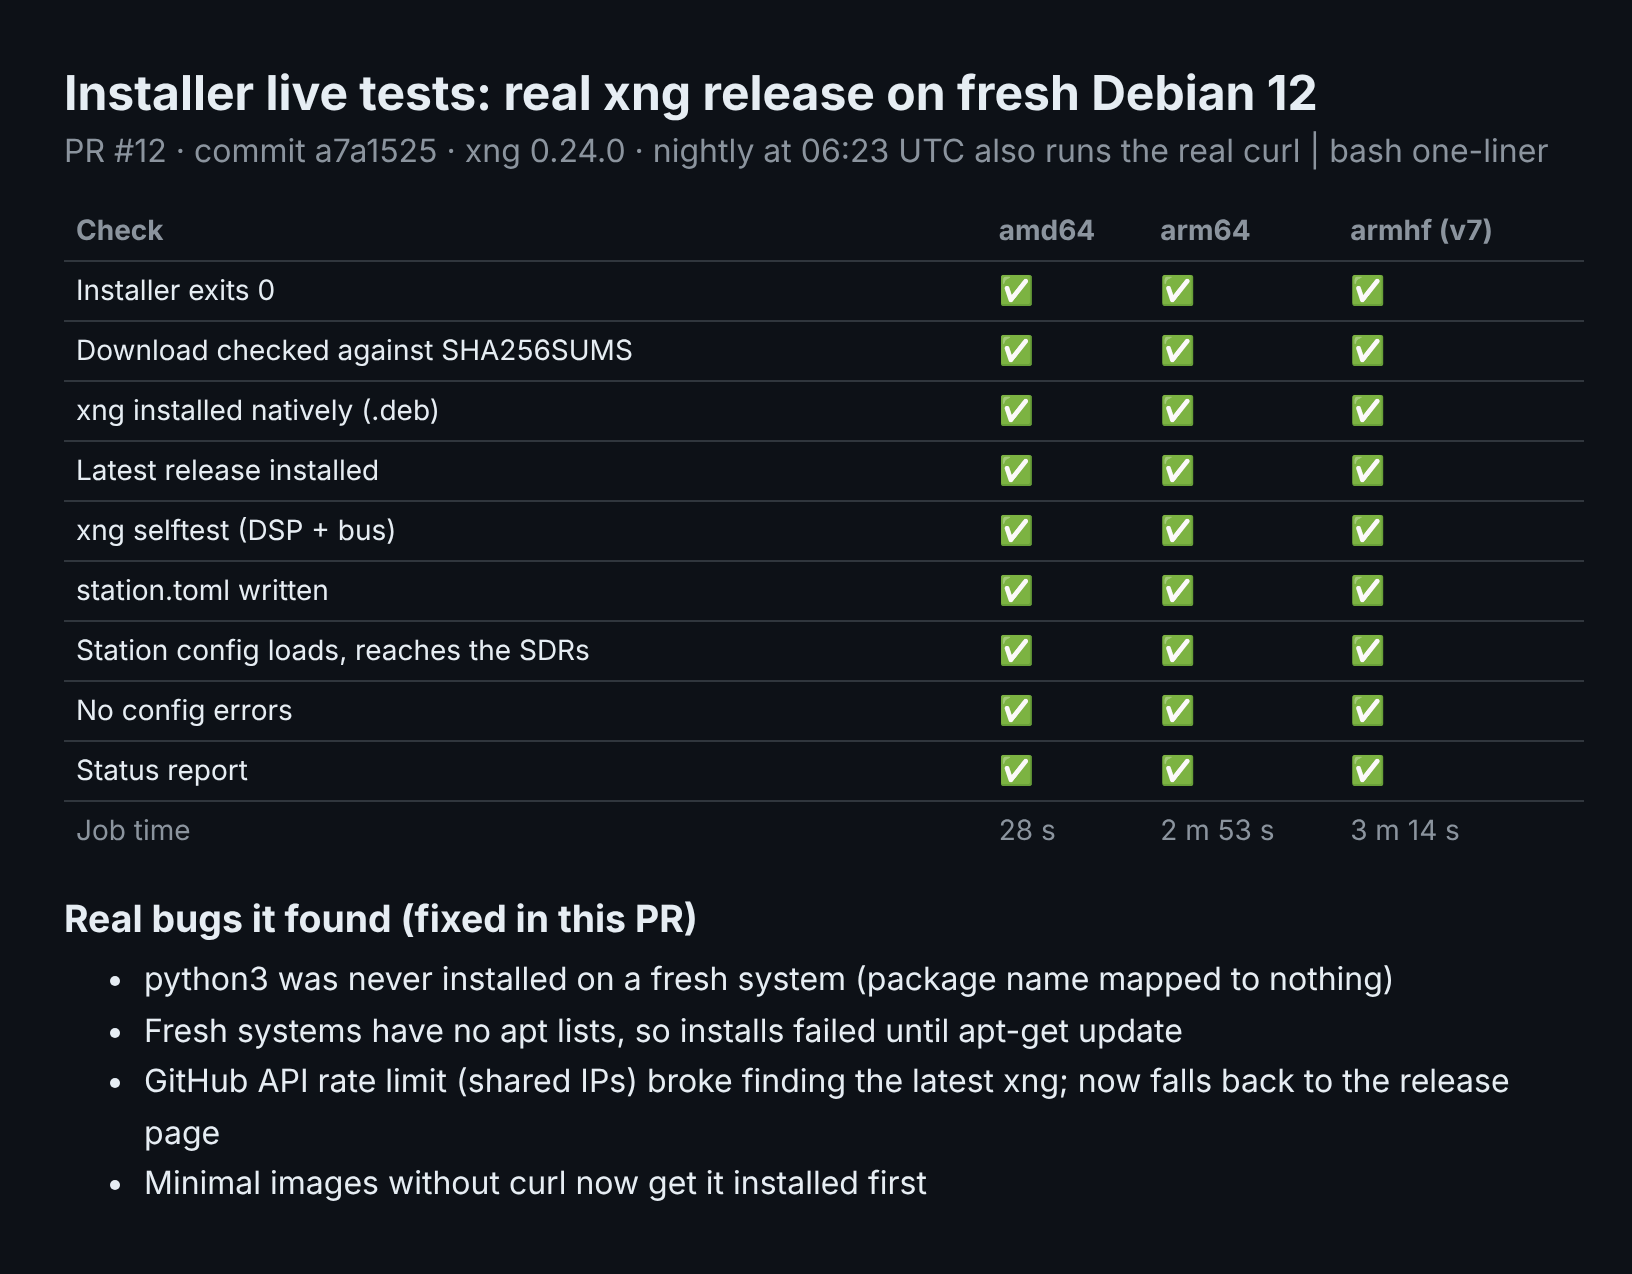 Installer live tests: real xng release on fresh Debian 12
PR #12 · commit a7a1525 · xng 0.24.0 · nightly at 06:23 UTC also runs the real curl | bash one-liner
Check amd64 arm64 armhf (v7)
Installer exits 0 ✅ ✅ ✅
Download checked against SHA256SUMS ✅ ✅ ✅
xng installed natively (.deb) ✅ ✅ ✅
Latest release installed ✅ ✅ ✅
xng selftest (DSP + bus) ✅ ✅ ✅
station.toml written ✅ ✅ ✅
Station config loads, reaches the SDRs ✅ ✅ ✅
No config errors ✅ ✅ ✅
Status report ✅ ✅ ✅
Job time 28 s 2 m 53 s 3 m 14 s
Real bugs it found (fixed in this PR)
• python3 was never installed on a fresh system (package name mapped to nothing)
• Fresh systems have no apt lists, so installs failed until apt-get update
• GitHub API rate limit (shared IPs) broke finding the latest xng; now falls back to the release
page
• Minimal images without curl now get it installed first